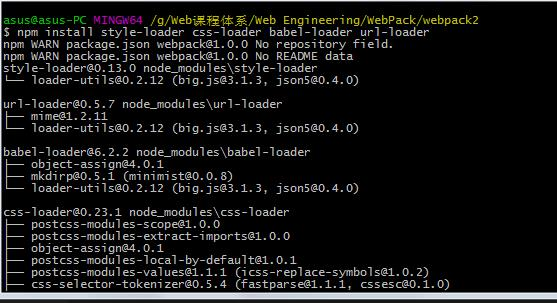 asus@asus-PC MINGW64 /g/Web课程体系/Web Engineering/WebPack/webpack2
$ npm install style-loader css-loader babel-loader url-loader
npm WARN package.json webpack@1.0.0 No repository field.
npm WARN package.json webpack@1.0.0 No README data
style-loader@0.13.0 node_modules\style-loader
└── loader-utils@0.2.12 (big.js@3.1.3, json5@0.4.0)
url-loader@0.5.7 node_modules\url-loader
├── mime@1.2.11
└── loader-utils@0.2.12 (big.js@3.1.3, json5@0.4.0)
babel-loader@6.2.2 node_modules\babel-loader
├── object-assign@4.0.1
├── mkdirp@0.5.1 (minimist@0.0.8)
└── loader-utils@0.2.12 (big.js@3.1.3, json5@0.4.0)
css-loader@0.23.1 node_modules\css-loader
├── postcss-modules-scope@1.0.0
├── postcss-modules-extract-imports@1.0.0
├── object-assign@4.0.1
├── postcss-modules-local-by-default@1.0.1
├── postcss-modules-values@1.1.1 (icss-replace-symbols@1.0.2)
├── css-selector-tokenizer@0.5.4 (fastparse@1.1.1, cssesc@0.1.0)